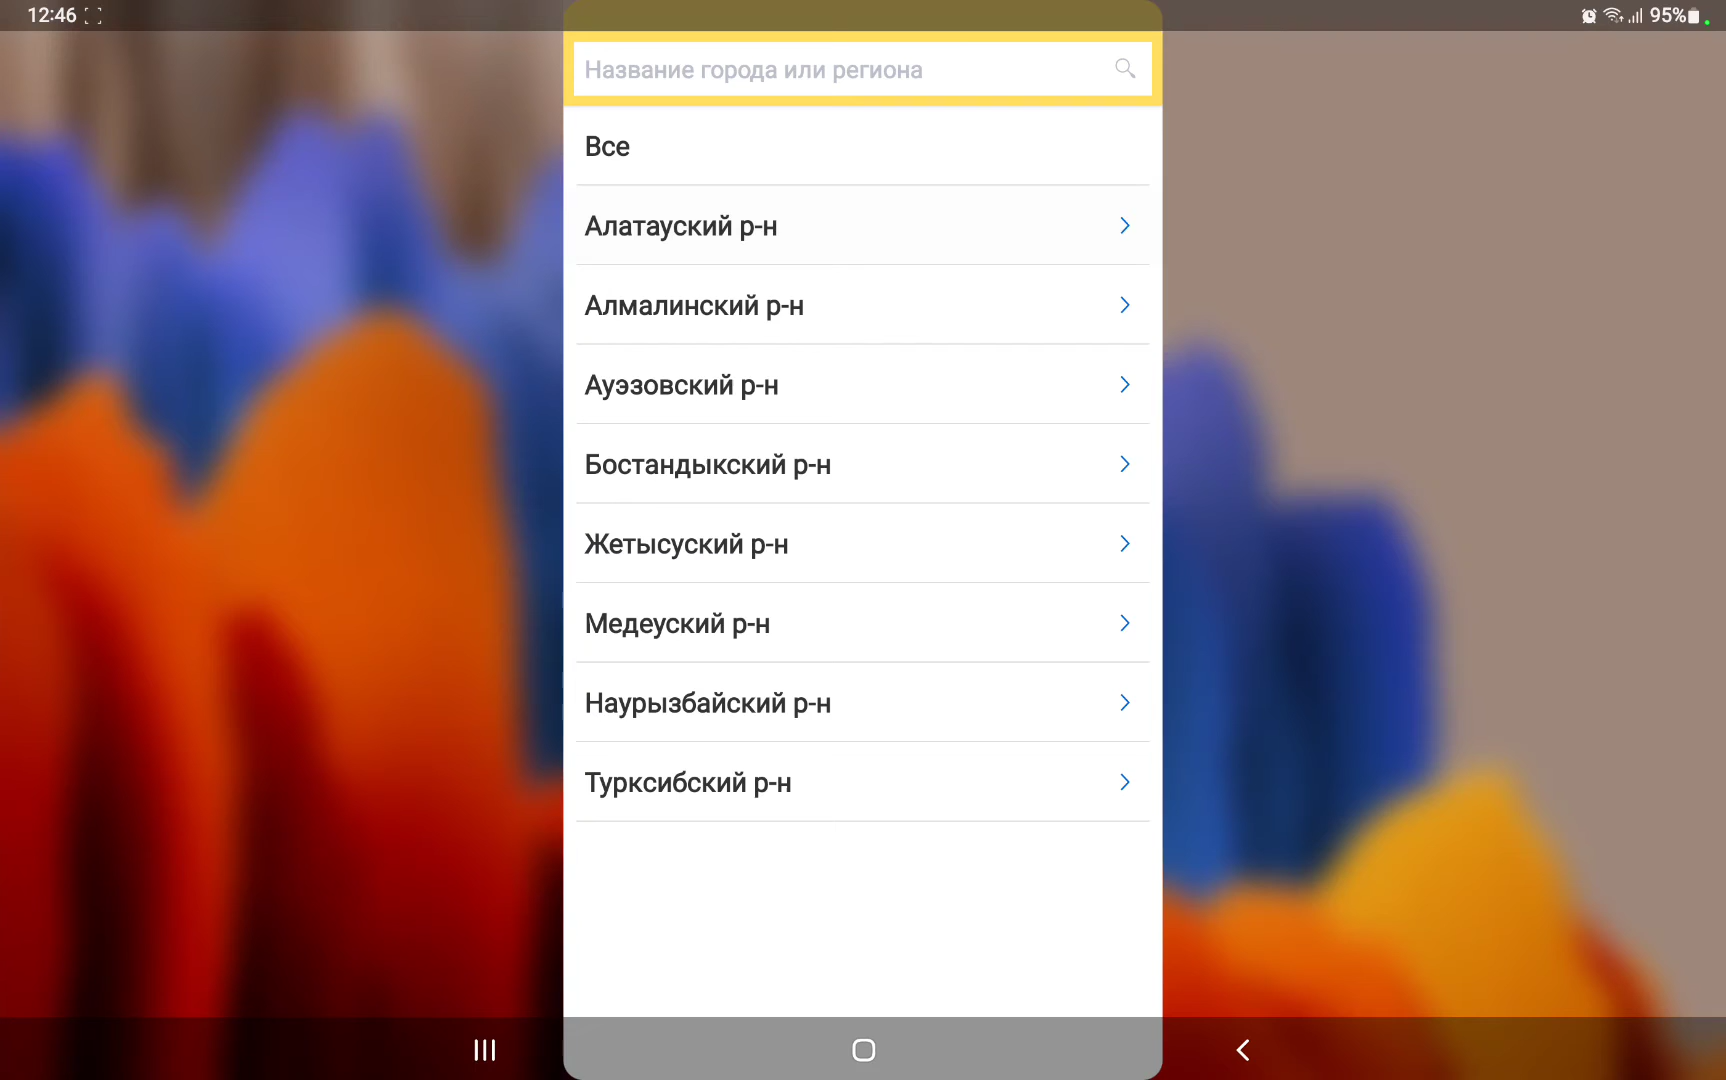 12:46
95%
Название города или региона
Все
Алатауский р-н
Алмалинский р-н
Ауэзовский р-н
Бостандыкский р-н
Жетысуский р-н
Медеуский р-н
Наурызбайский р-н
Турксибский р-н